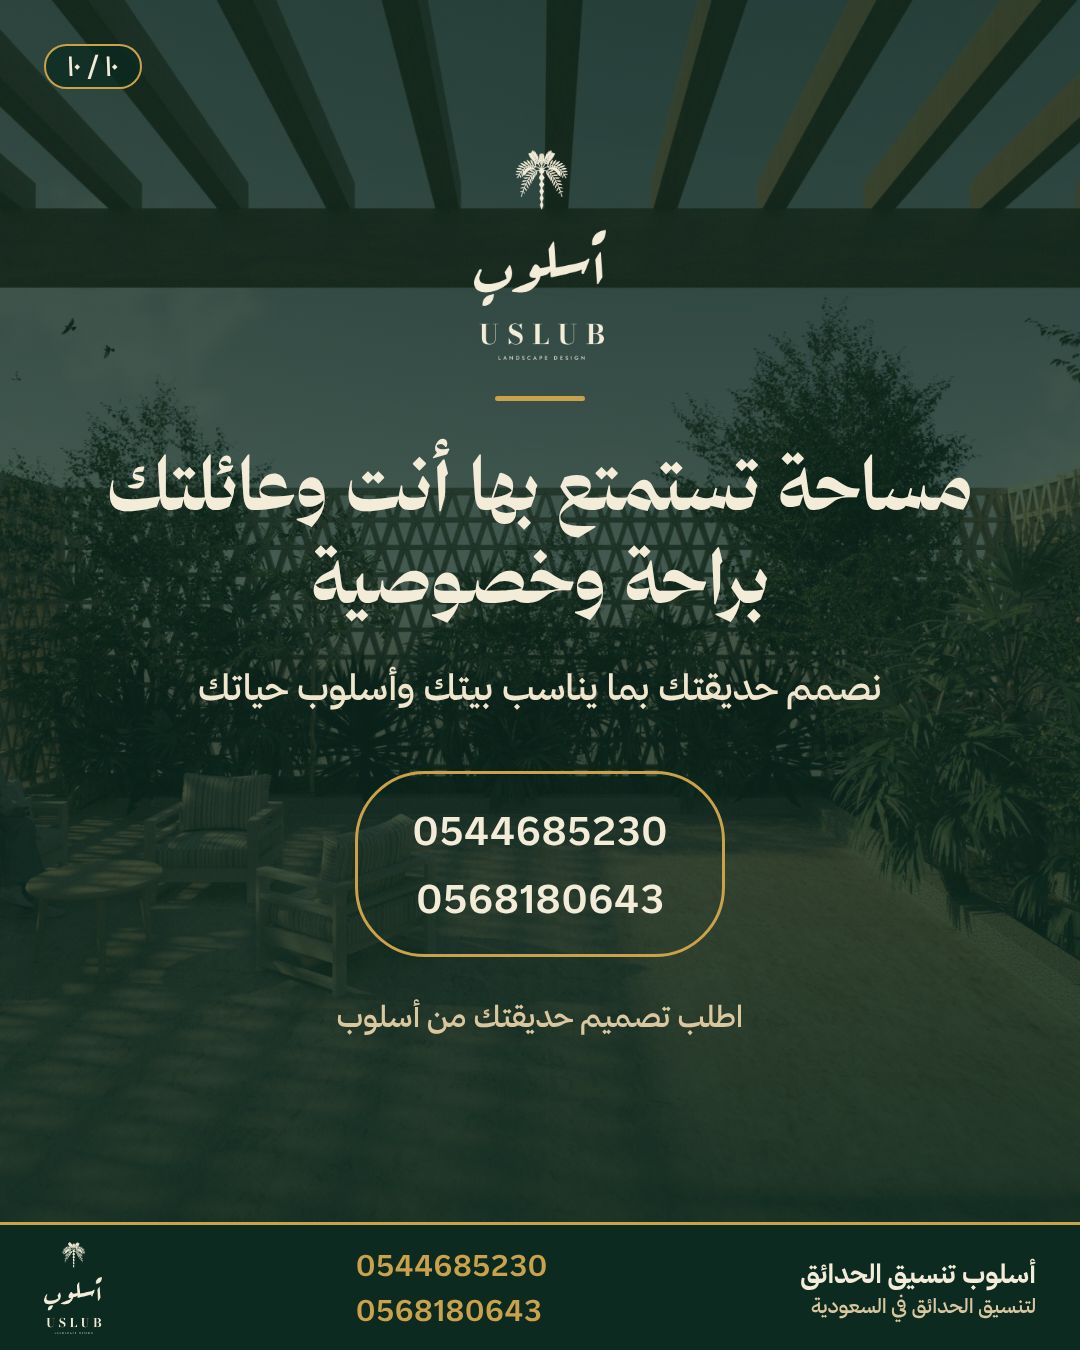 ١٠ / ١٠
أسلوب
USLUB
LANDSCAPE DESIGN
مساحة تستمتع بها أنت وعائلتك
براحة وخصوصية
نصمم حديقتك بما يناسب بيتك وأسلوب حياتك
0544685230
0568180643
اطلب تصميم حديقتك من أسلوب
أسلوب تنسيق الحدائق
لتنسيق الحدائق في السعودية
0544685230
0568180643
أسلوب
USLUB
LANDSCAPE DESIGN